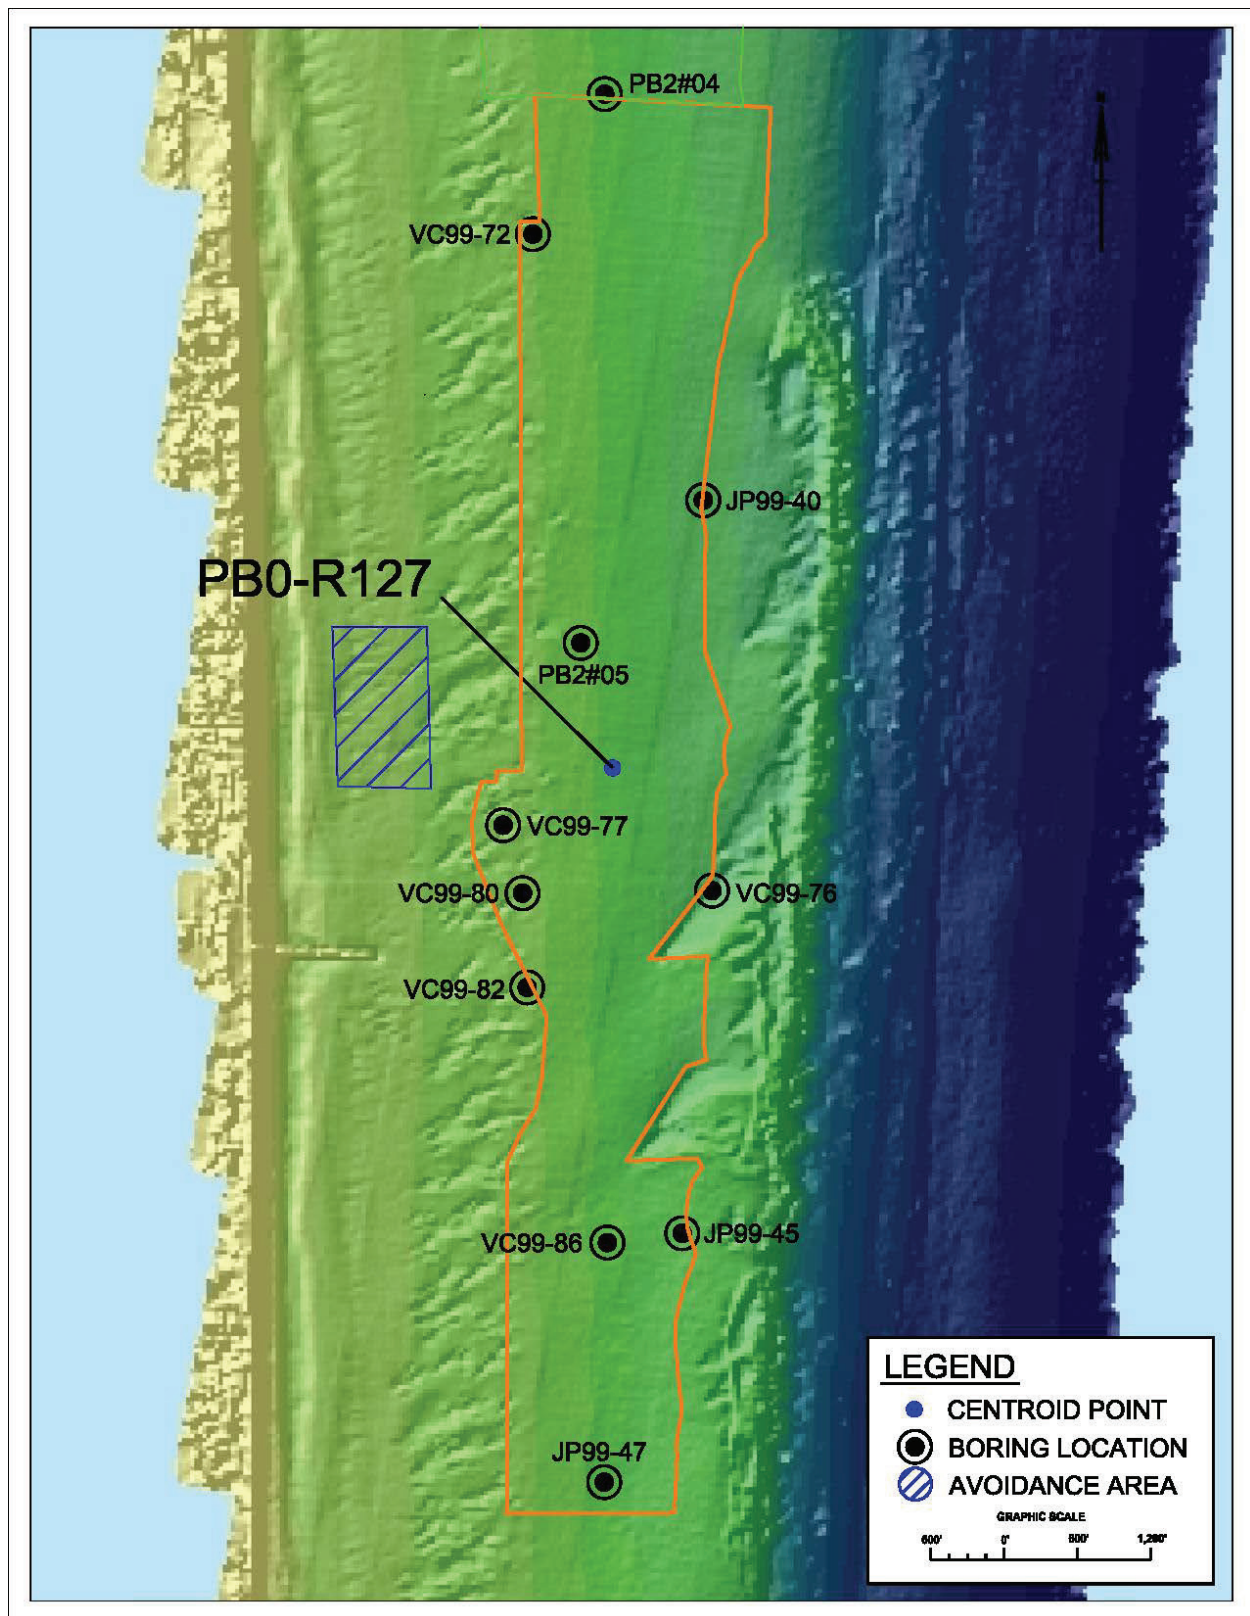 PB2#04
N
VC99-72
JP99-40
PB0-R127
PB2#05
VC99-77
VC99-80
VC99-76
VC99-82
VC99-86
JP99-45
JP99-47
LEGEND
CENTROID POINT
BORING LOCATION
AVOIDANCE AREA
GRAPHIC SCALE
600' 0' 600' 1,200'